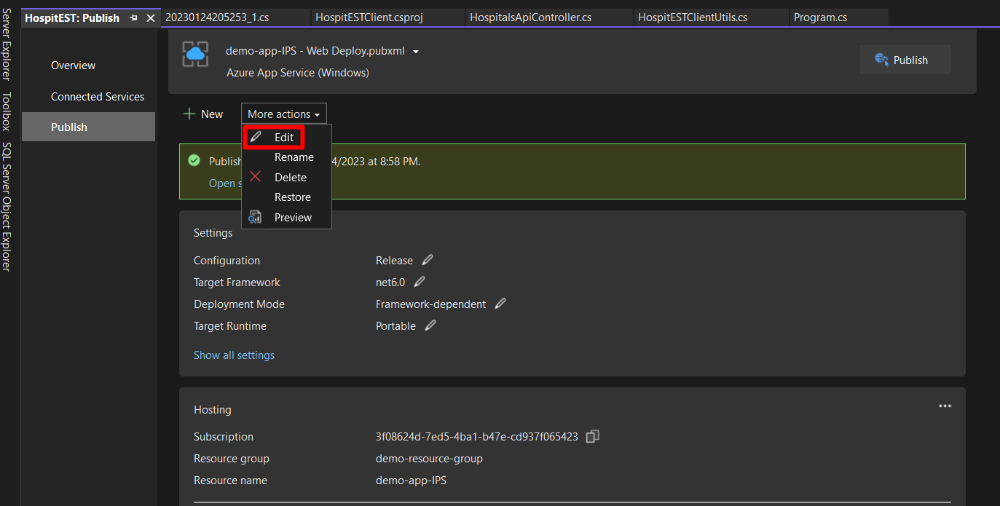 Server Explorer
Toolbox
SQL Server Object Explorer
HospitEST: Publish
20230124205253_1.cs
HospitESTClient.csproj
HospitalsApiController.cs
HospitESTClientUtils.cs
Program.cs
Overview
Connected Services
Publish
demo-app-IPS - Web Deploy.pubxml
Azure App Service (Windows)
Publish
New
More actions
Edit
Rename
Delete
Restore
Preview
4/2023 at 8:58 PM.
Open
Settings
Configuration Release
Target Framework net6.0
Deployment Mode Framework-dependent
Target Runtime Portable
Show all settings
Hosting
Subscription 3f08624d-7ed5-4ba1-b47e-cd937f065423
Resource group demo-resource-group
Resource name demo-app-IPS